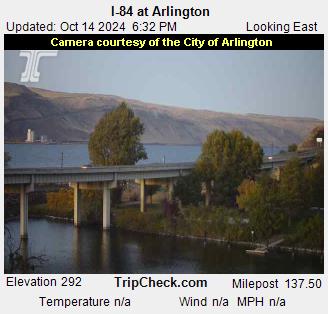 I-84 at Arlington
Updated: Oct 14 2024 6:32 PM Looking East
Camera courtesy of the City of Arlington
Elevation 292 TripCheck.com Milepost 137.50
Temperature n/a Wind n/a MPH n/a